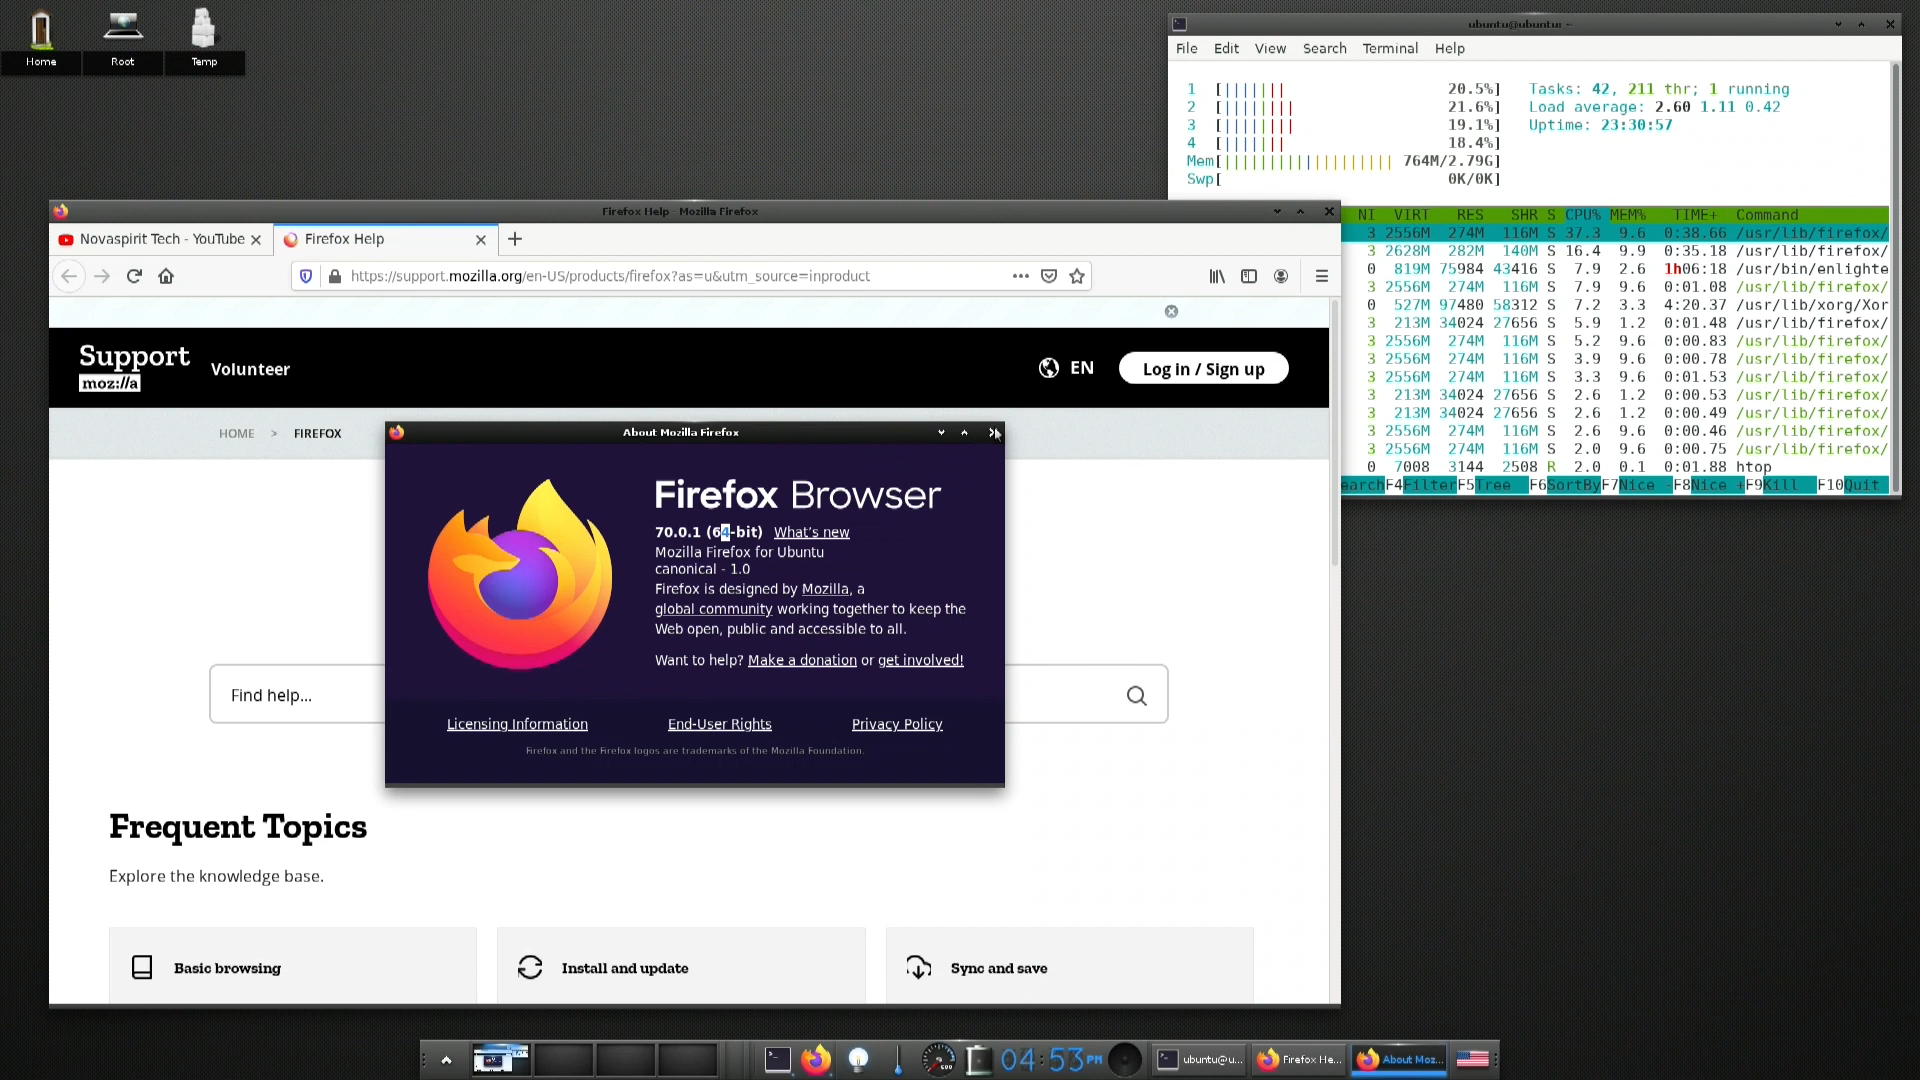 Home
Root
Temp
ubuntu@ubuntu: ~
File Edit View Search Terminal Help
1 [||||||| 20.5%] Tasks: 42, 211 thr; 1 running
2 [|||||||| 21.6%] Load average: 2.60 1.11 0.42
3 [|||||||| 19.1%] Uptime: 23:30:57
4 [||||||| 18.4%]
Mem[||||||||||||||||||| 764M/2.79G]
Swp[ 0K/0K]
NI VIRT RES SHR S CPU% MEM% TIME+ Command
3 2556M 274M 116M S 37.3 9.6 0:38.66 /usr/lib/firefox/
3 2628M 282M 140M S 16.4 9.9 0:35.18 /usr/lib/firefox/
0 819M 75984 43416 S 7.9 2.6 1h06:18 /usr/bin/enlighte
3 2556M 274M 116M S 7.9 9.6 0:01.08 /usr/lib/firefox/
0 527M 97480 58312 S 7.2 3.3 4:20.37 /usr/lib/xorg/Xor
3 213M 34024 27656 S 5.9 1.2 0:01.48 /usr/lib/firefox/
3 2556M 274M 116M S 5.2 9.6 0:00.83 /usr/lib/firefox/
3 2556M 274M 116M S 3.9 9.6 0:00.78 /usr/lib/firefox/
3 2556M 274M 116M S 3.3 9.6 0:01.53 /usr/lib/firefox/
3 213M 34024 27656 S 2.6 1.2 0:00.53 /usr/lib/firefox/
3 213M 34024 27656 S 2.6 1.2 0:00.49 /usr/lib/firefox/
3 2556M 274M 116M S 2.6 9.6 0:00.46 /usr/lib/firefox/
3 2556M 274M 116M S 2.0 9.6 0:00.75 /usr/lib/firefox/
0 7008 3144 2508 R 2.0 0.1 0:01.88 htop
earchF4FilterF5Tree F6SortByF7Nice -F8Nice +F9Kill F10Quit
Firefox Help - Mozilla Firefox
Novaspirit Tech - YouTube
Firefox Help
https://support.mozilla.org/en-US/products/firefox?as=u&utm_source=inproduct
Support
moz://a
Volunteer
EN
Log in / Sign up
HOME > FIREFOX
About Mozilla Firefox
Firefox Browser
70.0.1 (64-bit) What's new
Mozilla Firefox for Ubuntu
canonical - 1.0
Firefox is designed by Mozilla, a
global community working together to keep the
Web open, public and accessible to all.
Want to help? Make a donation or get involved!
Licensing Information End-User Rights Privacy Policy
Firefox and the Firefox logos are trademarks of the Mozilla Foundation.
Find help...
Frequent Topics
Explore the knowledge base.
Basic browsing
Install and update
Sync and save
04:53PM
ubuntu@u...
Firefox He...
About Moz...